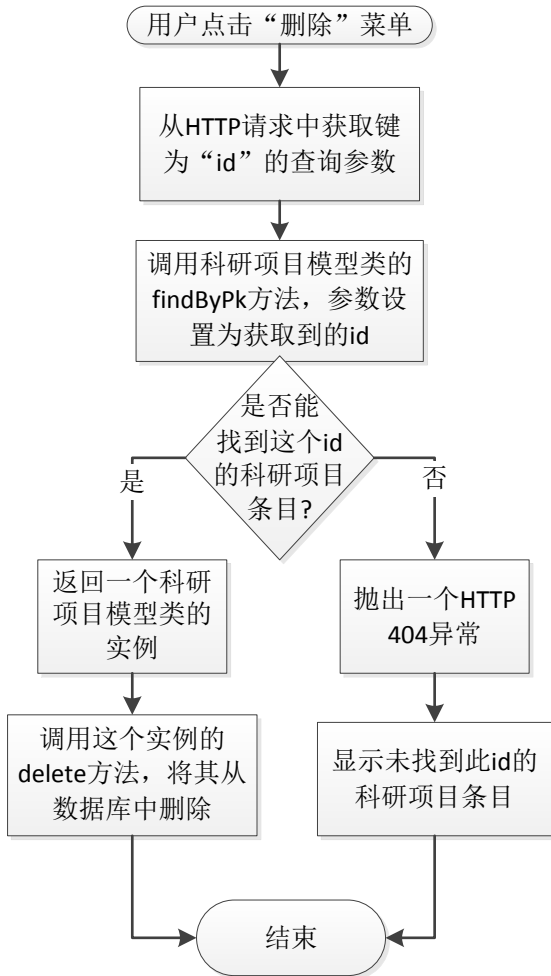 用户点击“删除”菜单
从HTTP请求中获取键
为“id”的查询参数
调用科研项目模型类的
findByPk方法，参数设
置为获取到的id
是否能
找到这个id
的科研项目
条目?
是
否
返回一个科研
项目模型类的
实例
抛出一个HTTP
404异常
调用这个实例的
delete方法，将其从
数据库中删除
显示未找到此id的
科研项目条目
结束